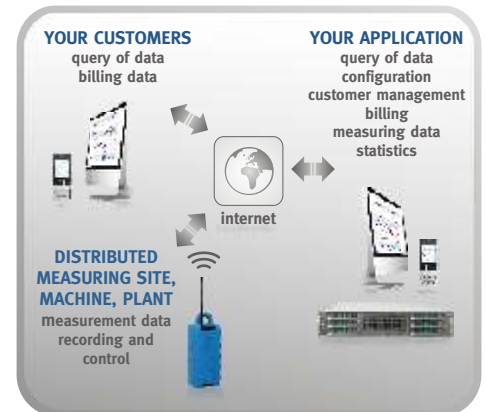 YOUR CUSTOMERS
query of data
billing data
YOUR APPLICATION
query of data
configuration
customer management
billing
measuring data
statistics
internet
DISTRIBUTED
MEASURING SITE,
MACHINE, PLANT
measurement data
recording and
control